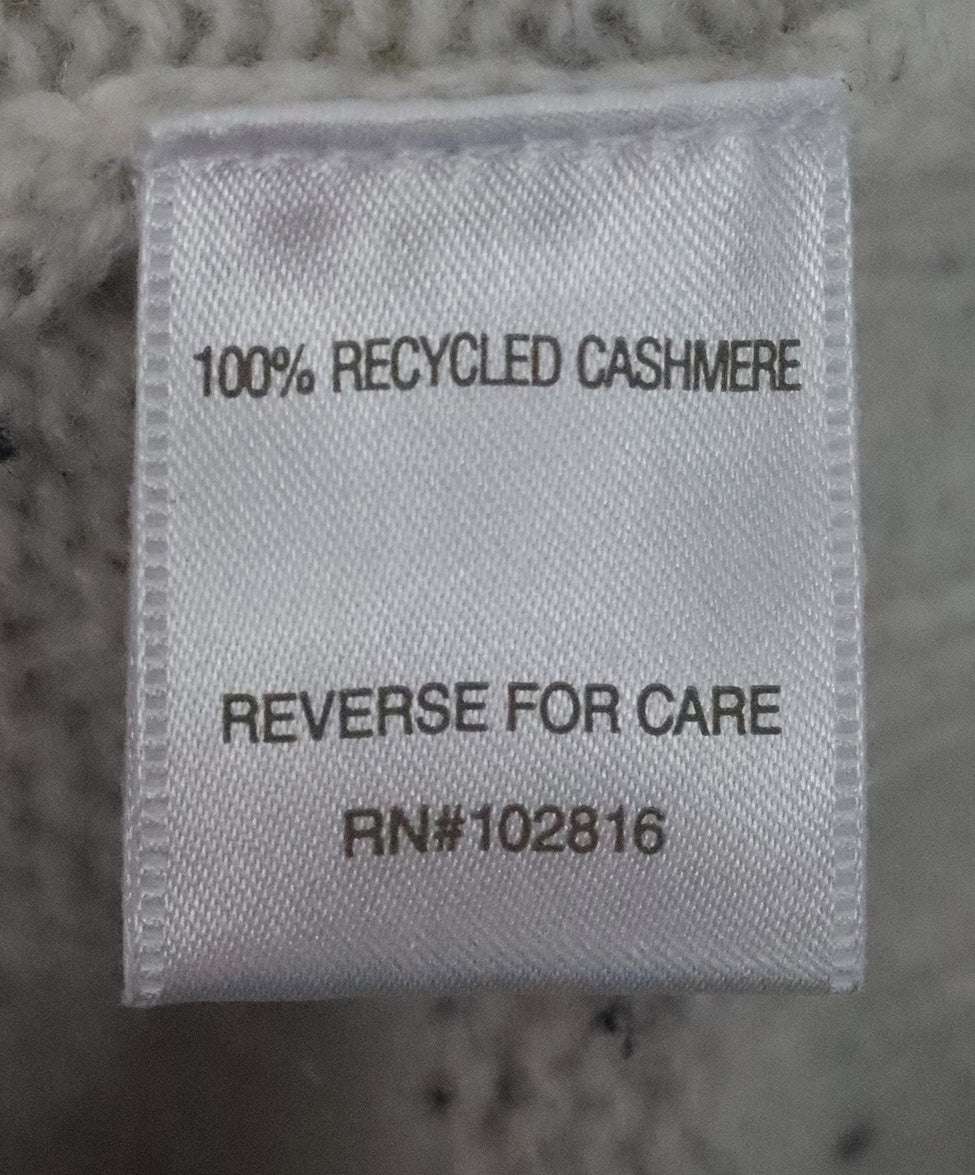 100% RECYCLED CASHMERE
REVERSE FOR CARE
RN#102816